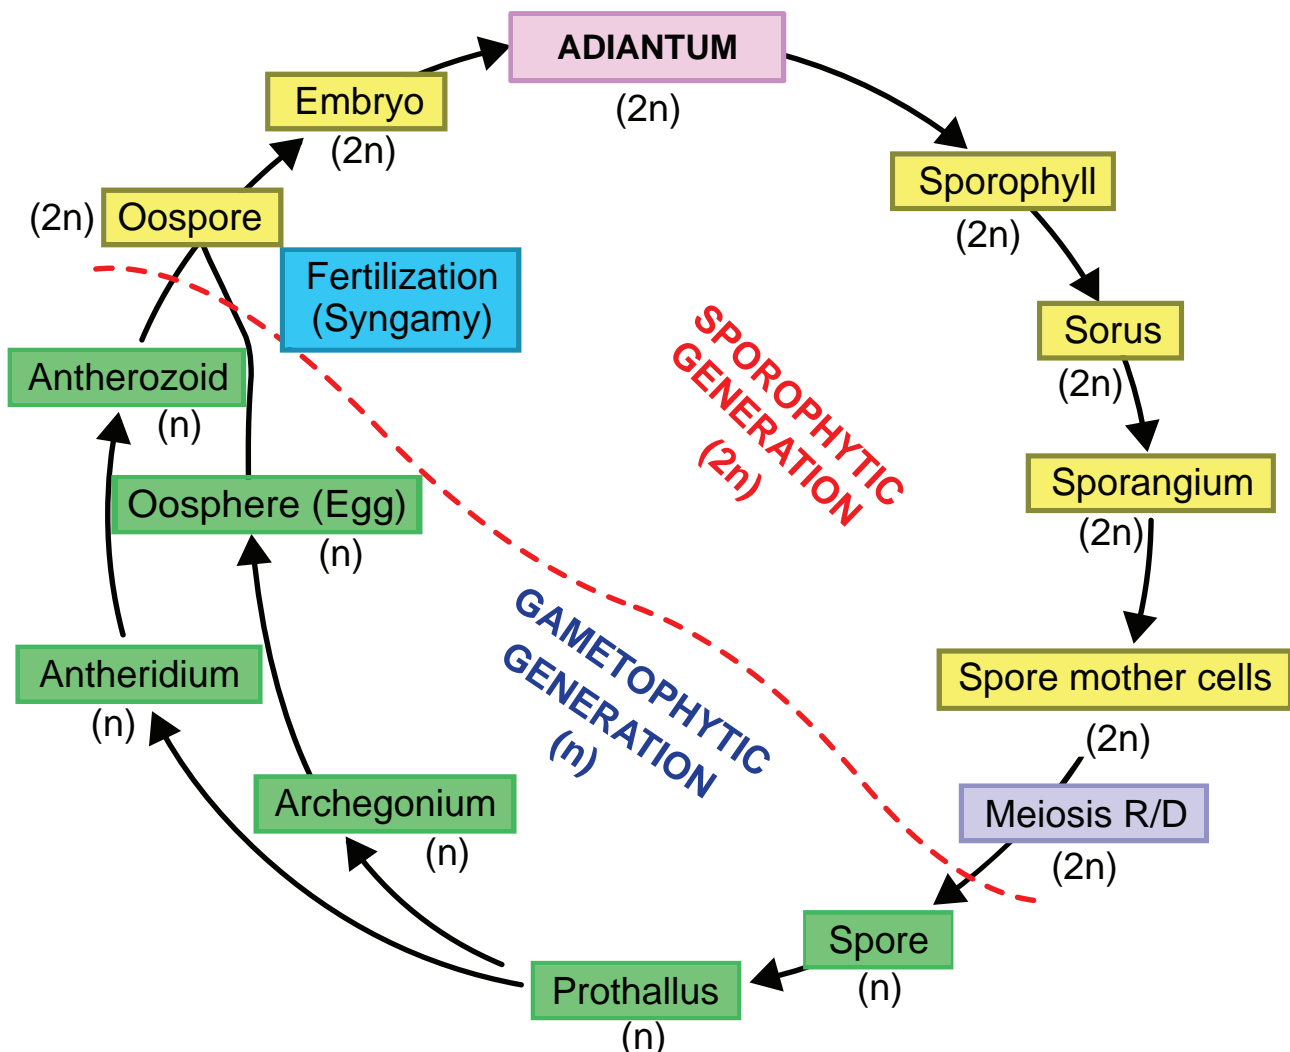 ADIANTUM
(2n)
Embryo
(2n)
Sporophyll
(2n)
(2n) Oospore
Fertilization
(Syngamy)
Sorus
(2n)
Antherozoid
(n)
SPOROPHYTIC
GENERATION
(2n)
Sporangium
(2n)
Oosphere (Egg)
(n)
Antheridium
(n)
GAMETOPHYTIC
GENERATION
(n)
Spore mother cells
(2n)
Archegonium
(n)
Meiosis R/D
(2n)
Spore
(n)
Prothallus
(n)